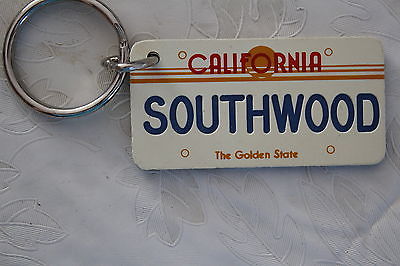 CALIFORNIA
SOUTHWOOD
The Golden State